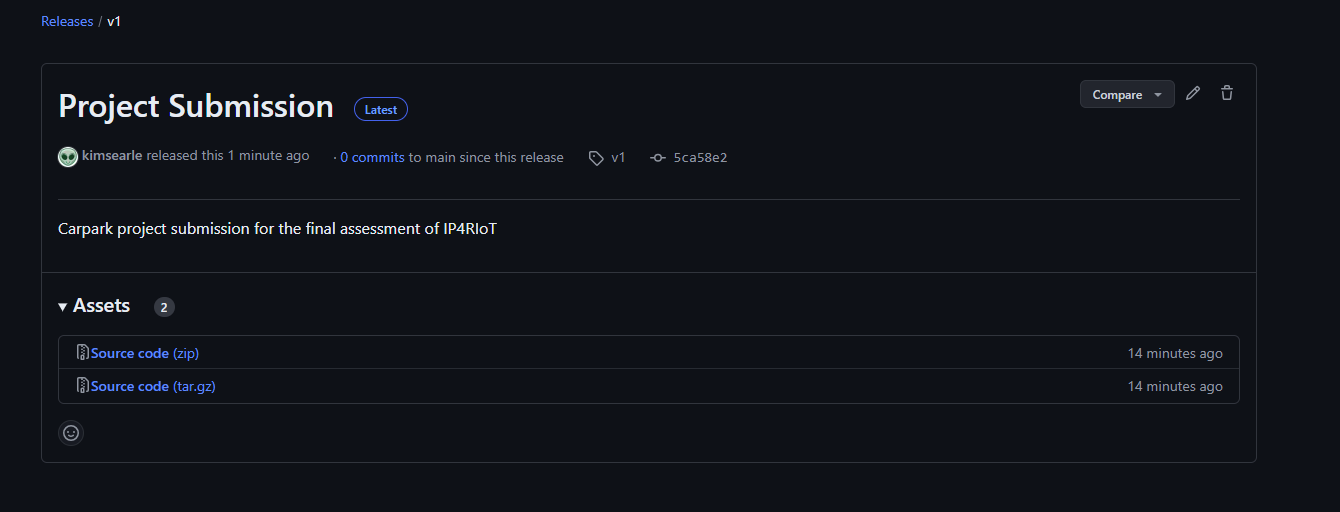 Releases / v1
Project Submission Latest Compare
kimsearle released this 1 minute ago · 0 commits to main since this release v1 5ca58e2
Carpark project submission for the final assessment of IP4RIoT
Assets 2
Source code (zip) 14 minutes ago
Source code (tar.gz) 14 minutes ago